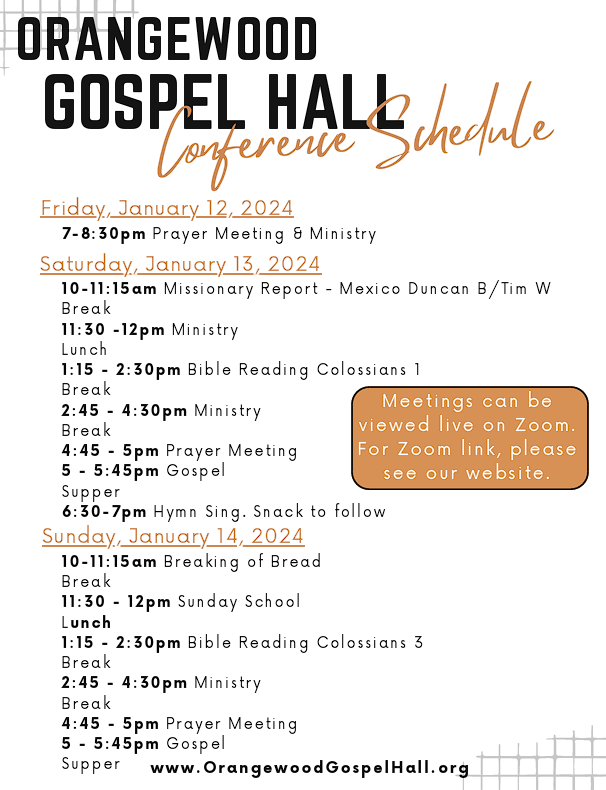 ORANGEWOOD
GOSPEL HALL
Conference Schedule
Friday, January 12, 2024
7-8:30pm Prayer Meeting & Ministry
Saturday, January 13, 2024
10-11:15am Missionary Report - Mexico Duncan B/Tim W
Break
11:30 -12pm Ministry
Lunch
1:15 - 2:30pm Bible Reading Colossians 1
Break
2:45 - 4:30pm Ministry
Break
4:45 - 5pm Prayer Meeting
5 - 5:45pm Gospel
Supper
6:30-7pm Hymn Sing. Snack to follow
Meetings can be
viewed live on Zoom.
For Zoom link, please
see our website.
Sunday, January 14, 2024
10-11:15am Breaking of Bread
Break
11:30 - 12pm Sunday School
Lunch
1:15 - 2:30pm Bible Reading Colossians 3
Break
2:45 - 4:30pm Ministry
Break
4:45 - 5pm Prayer Meeting
5 - 5:45pm Gospel
Supper
www.OrangewoodGospelHall.org